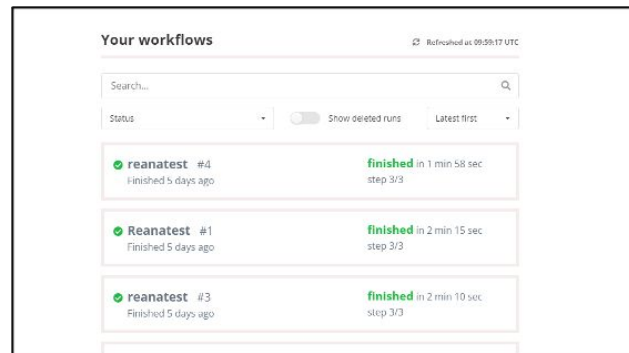 Your workflows
Refreshed at 09:59:17 UTC
Search...
Status
Show deleted runs
Latest first
reanatest #4
finished in 1 min 58 sec
Finished 5 days ago
step 3/3
Reanatest #1
finished in 2 min 15 sec
Finished 5 days ago
step 3/3
reanatest #3
finished in 2 min 10 sec
Finished 5 days ago
step 3/3